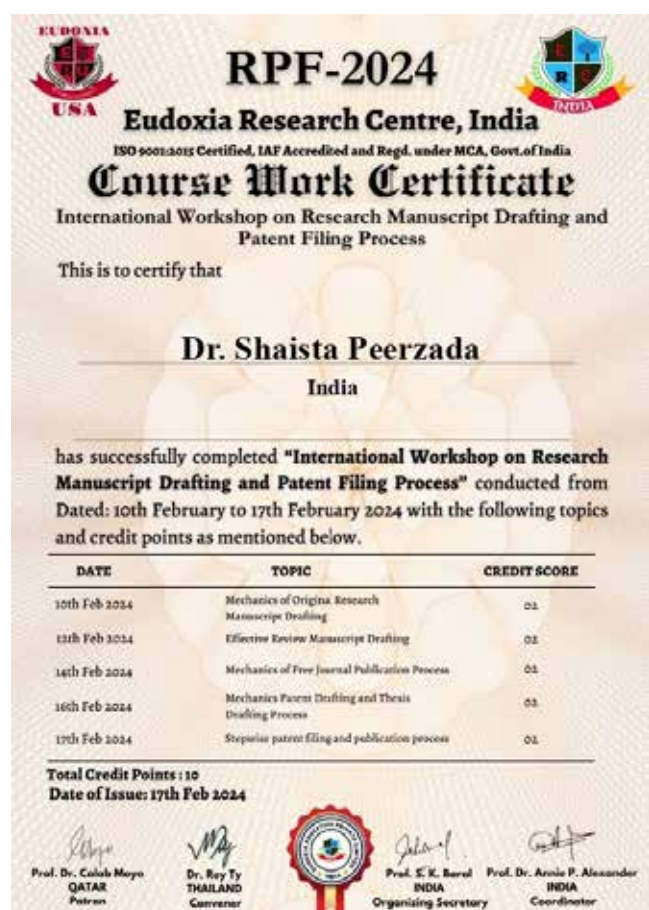 EUDOXIA
USA
RPF-2024
INDIA
Eudoxia Research Centre, India
ISO 9001:2015 Certified, IAF Accredited and Regd. under MCA, Govt.of India
Course Work Certificate
International Workshop on Research Manuscript Drafting and
Patent Filing Process
This is to certify that
Dr. Shaista Peerzada
India
has successfully completed "International Workshop on Research
Manuscript Drafting and Patent Filing Process" conducted from
Dated: 10th February to 17th February 2024 with the following topics
and credit points as mentioned below.
DATE TOPIC CREDIT SCORE
10th Feb 2024 Mechanics of Original Research
Manuscript Drafting 02
12th Feb 2024 Effective Review Manuscript Drafting 02
14th Feb 2024 Mechanics of Free Journal Publication Process 02
16th Feb 2024 Mechanics Patent Drafting and Thesis
Drafting Process 02
17th Feb 2024 Stepwise patent filing and publication process 02
Total Credit Points : 10
Date of Issue: 17th Feb 2024
Prof. Dr. Caleb Moyo
QATAR
Patron
Dr. Rey Ty
THAILAND
Convener
Prof. S. K. Baral
INDIA
Organizing Secretary
Prof. Dr. Annie P. Alexander
INDIA
Coordinator